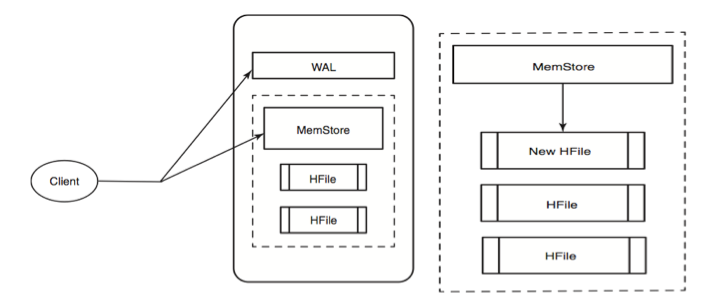 Client
WAL
MemStore
HFile
HFile
MemStore
New HFile
HFile
HFile